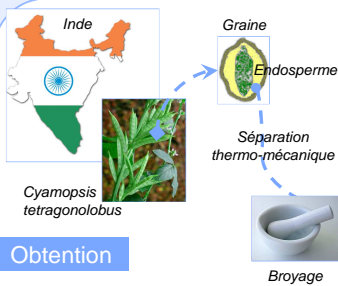 Inde
Graine
Endosperme
Séparation
thermo-mécanique
Cyamopsis
tetragonolobus
Obtention
Broyage